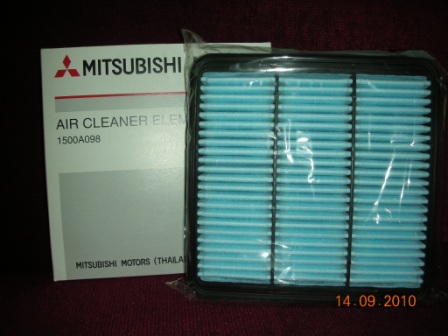 MITSUBISHI
AIR CLEANER ELEM
1500A098
MITSUBISHI MOTORS (THAILA
14.09.2010